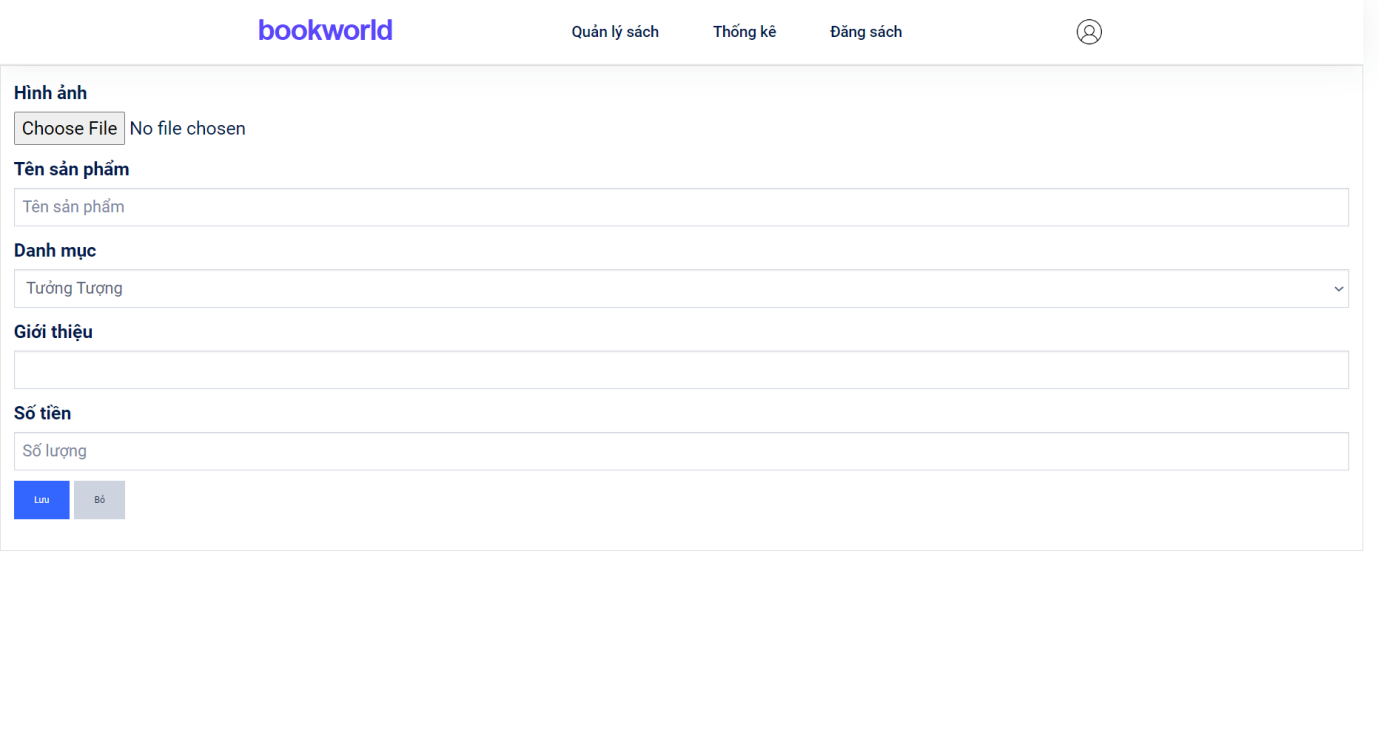 bookworld Quản lý sách Thống kê Đăng sách
Hình ảnh
Choose File No file chosen
Tên sản phẩm
Tên sản phẩm
Danh mục
Tưởng Tượng
Giới thiệu
Số tiền
Số lượng
Lưu Bỏ